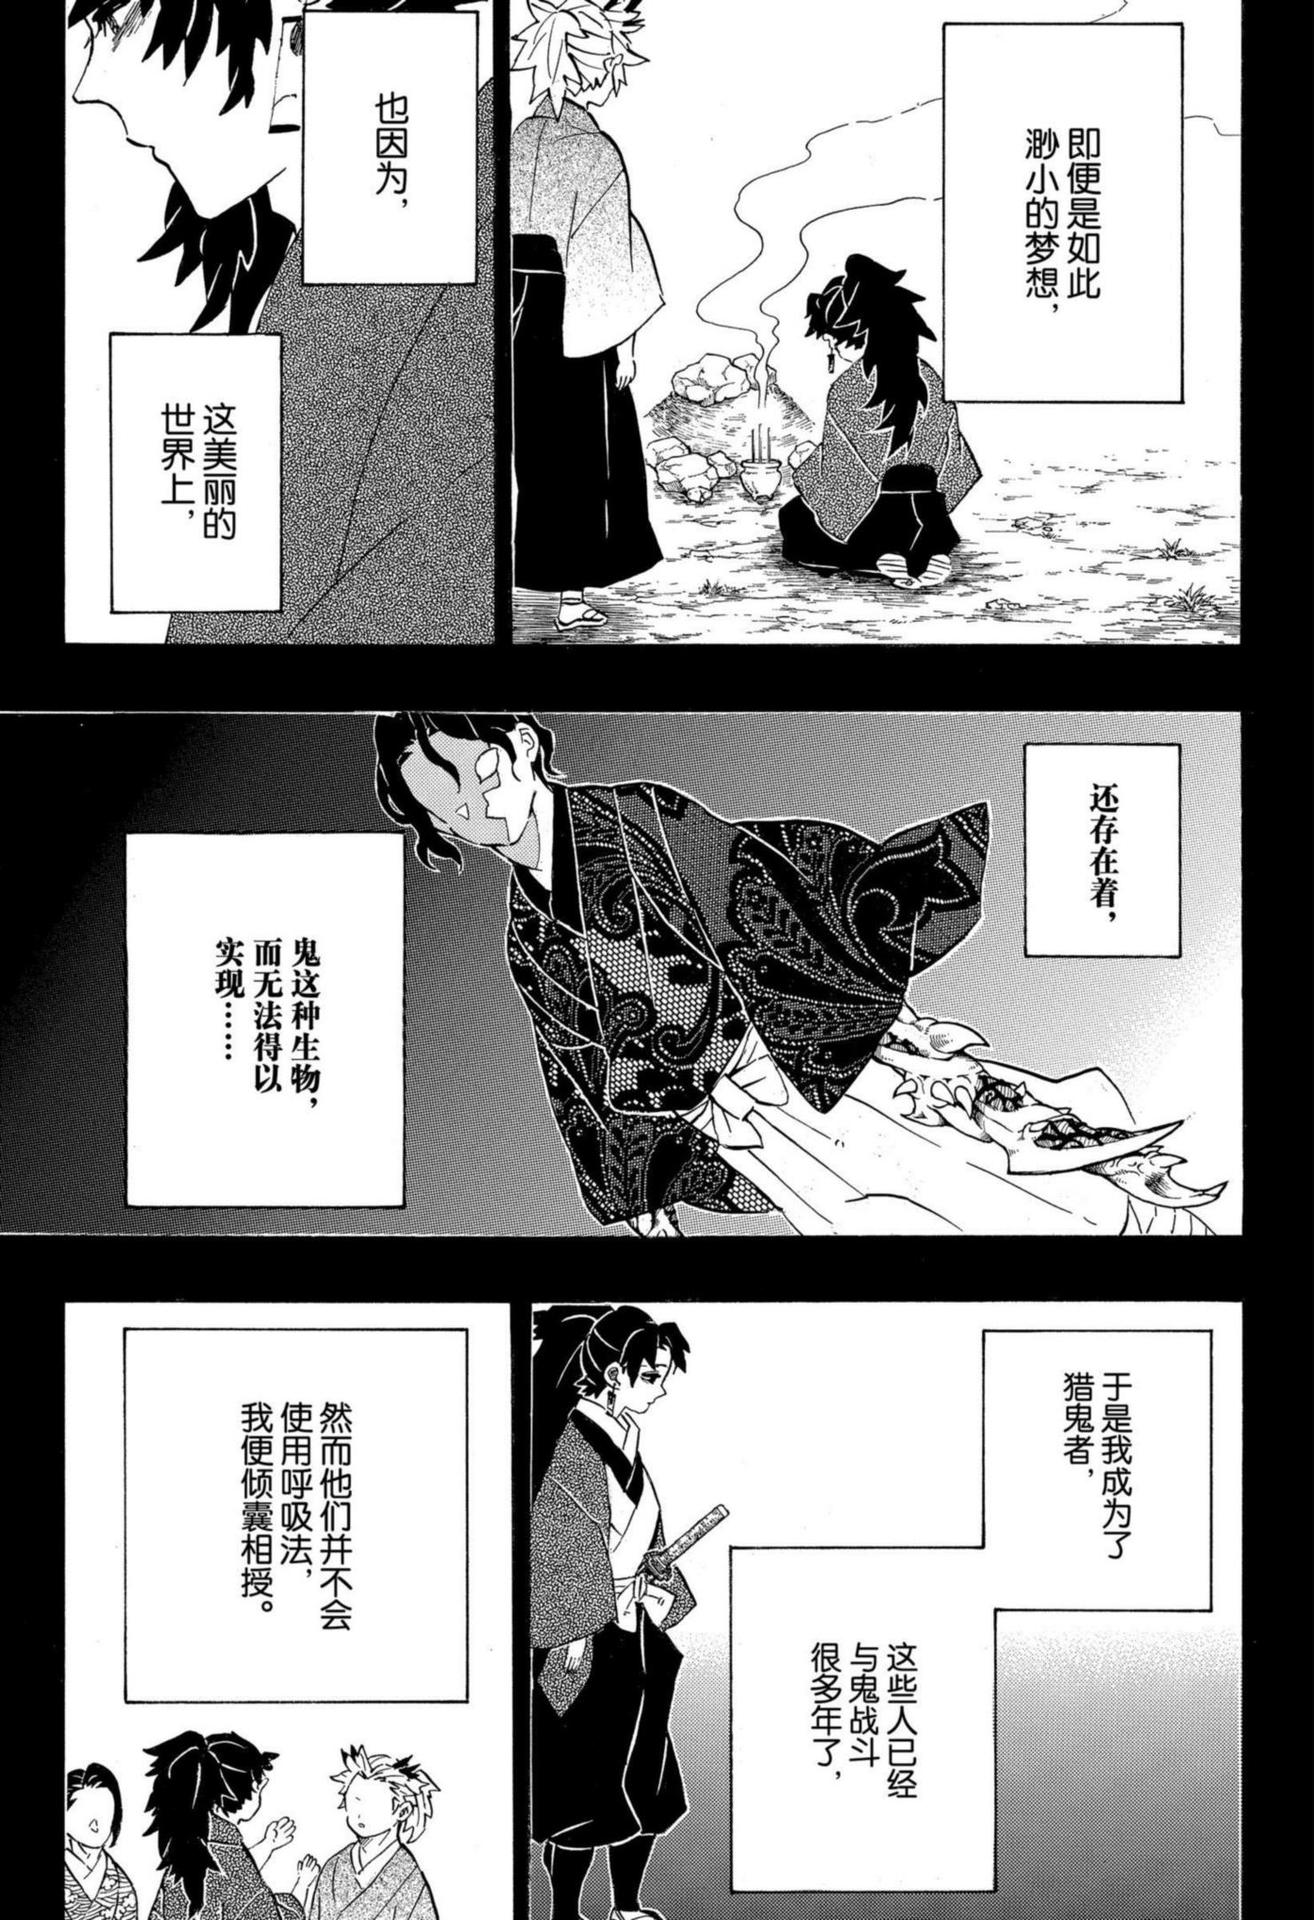 即便是如此
渺小的梦想，
也因为，
这美丽的
世界上，
还存在着，
鬼这种生物，
而无法得以
实现……
于是我成为了
猎鬼者，
这些人已经
与鬼战斗
很多年了，
然而他们并不会
使用呼吸法，
我便倾囊相授。